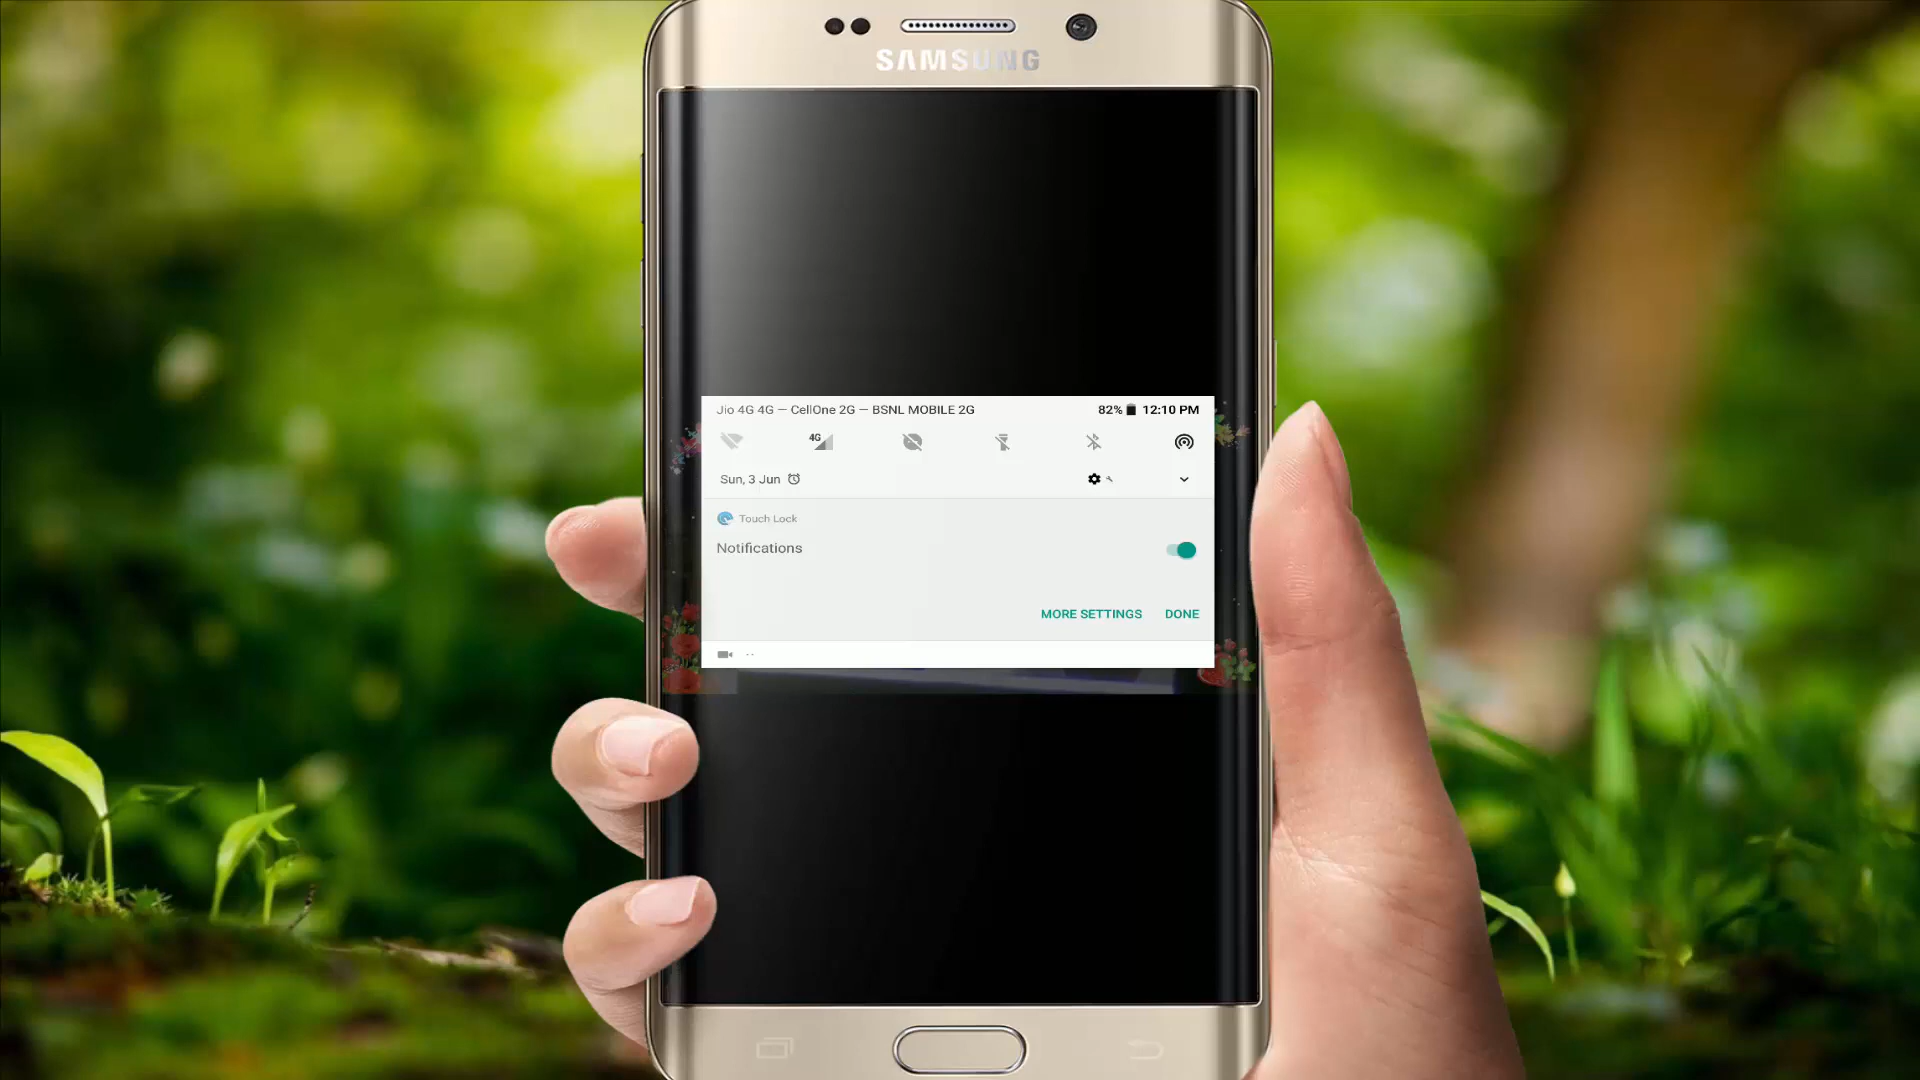 SAMSUNG
Jio 4G 4G — CellOne 2G — BSNL MOBILE 2G 82% 12:10 PM
4G
Sun, 3 Jun
Touch Lock
Notifications
MORE SETTINGS DONE